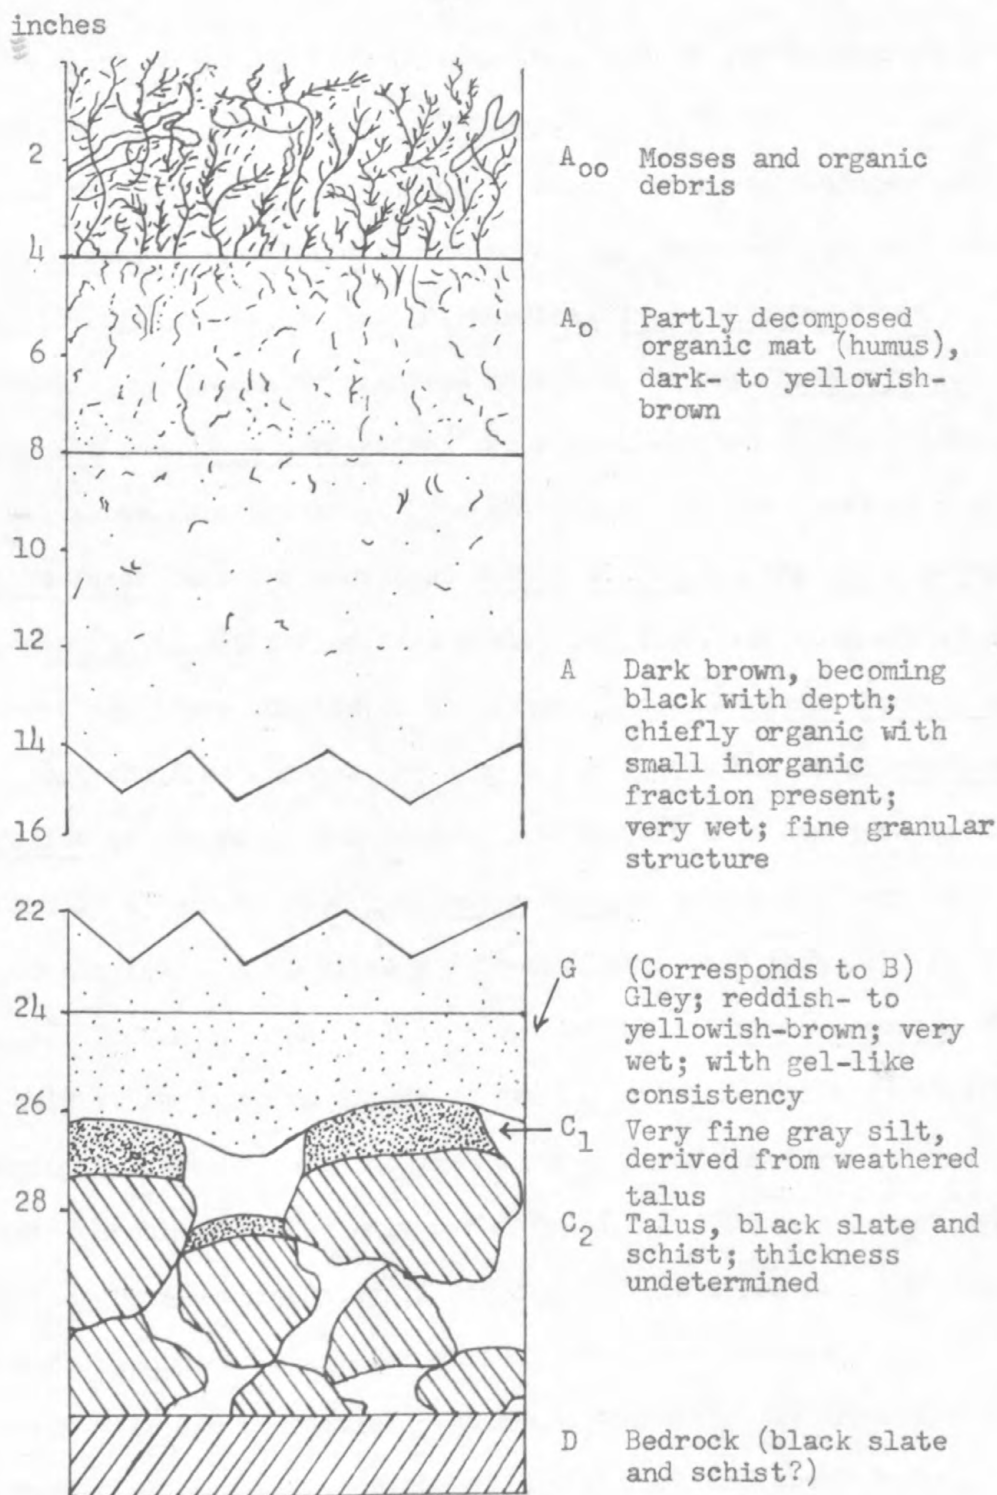 inches
2
A₀₀ Mosses and organic
debris
4
A₀ Partly decomposed
organic mat (humus),
dark- to yellowish-
brown
6
8
10
12
A Dark brown, becoming
black with depth;
chiefly organic with
small inorganic
fraction present;
very wet; fine granular
structure
14
16
22
G (Corresponds to B)
Gley; reddish- to
yellowish-brown; very
wet; with gel-like
consistency
24
26
C₁ Very fine gray silt,
derived from weathered
talus
28
C₂ Talus, black slate and
schist; thickness
undetermined
D Bedrock (black slate
and schist?)